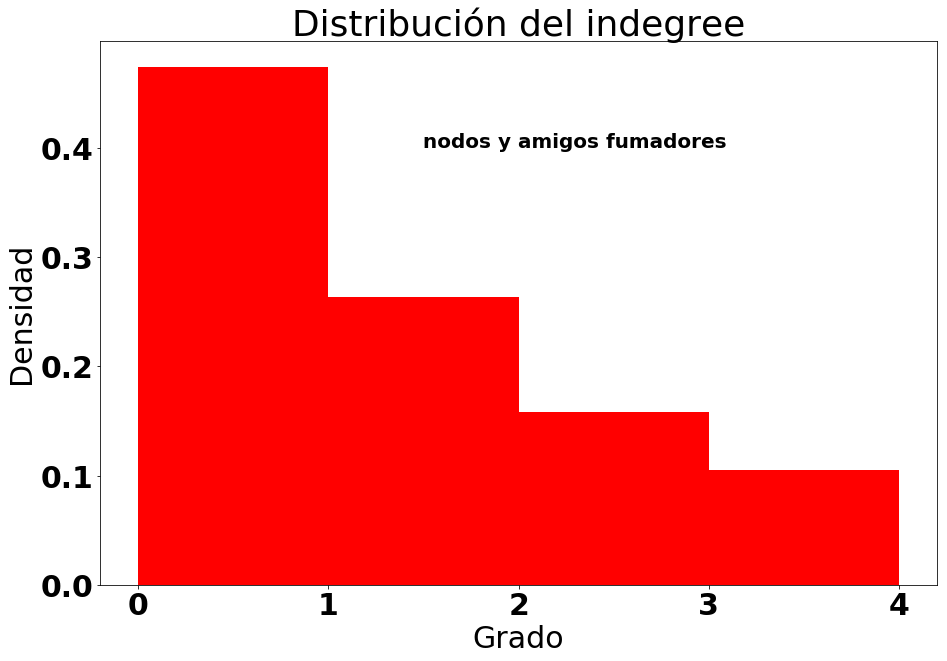 Distribución del indegree
nodos y amigos fumadores
Densidad
0.4
0.3
0.2
0.1
0.0
0 1 2 3 4
Grado